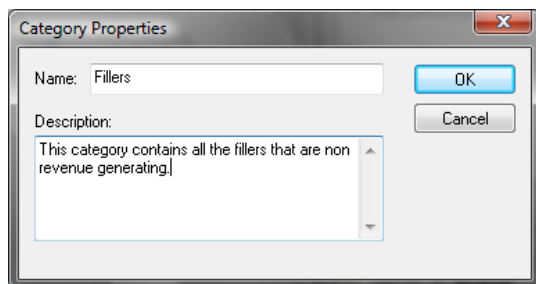 Category Properties
Name: Fillers
OK
Description:
Cancel
This category contains all the fillers that are non
revenue generating.